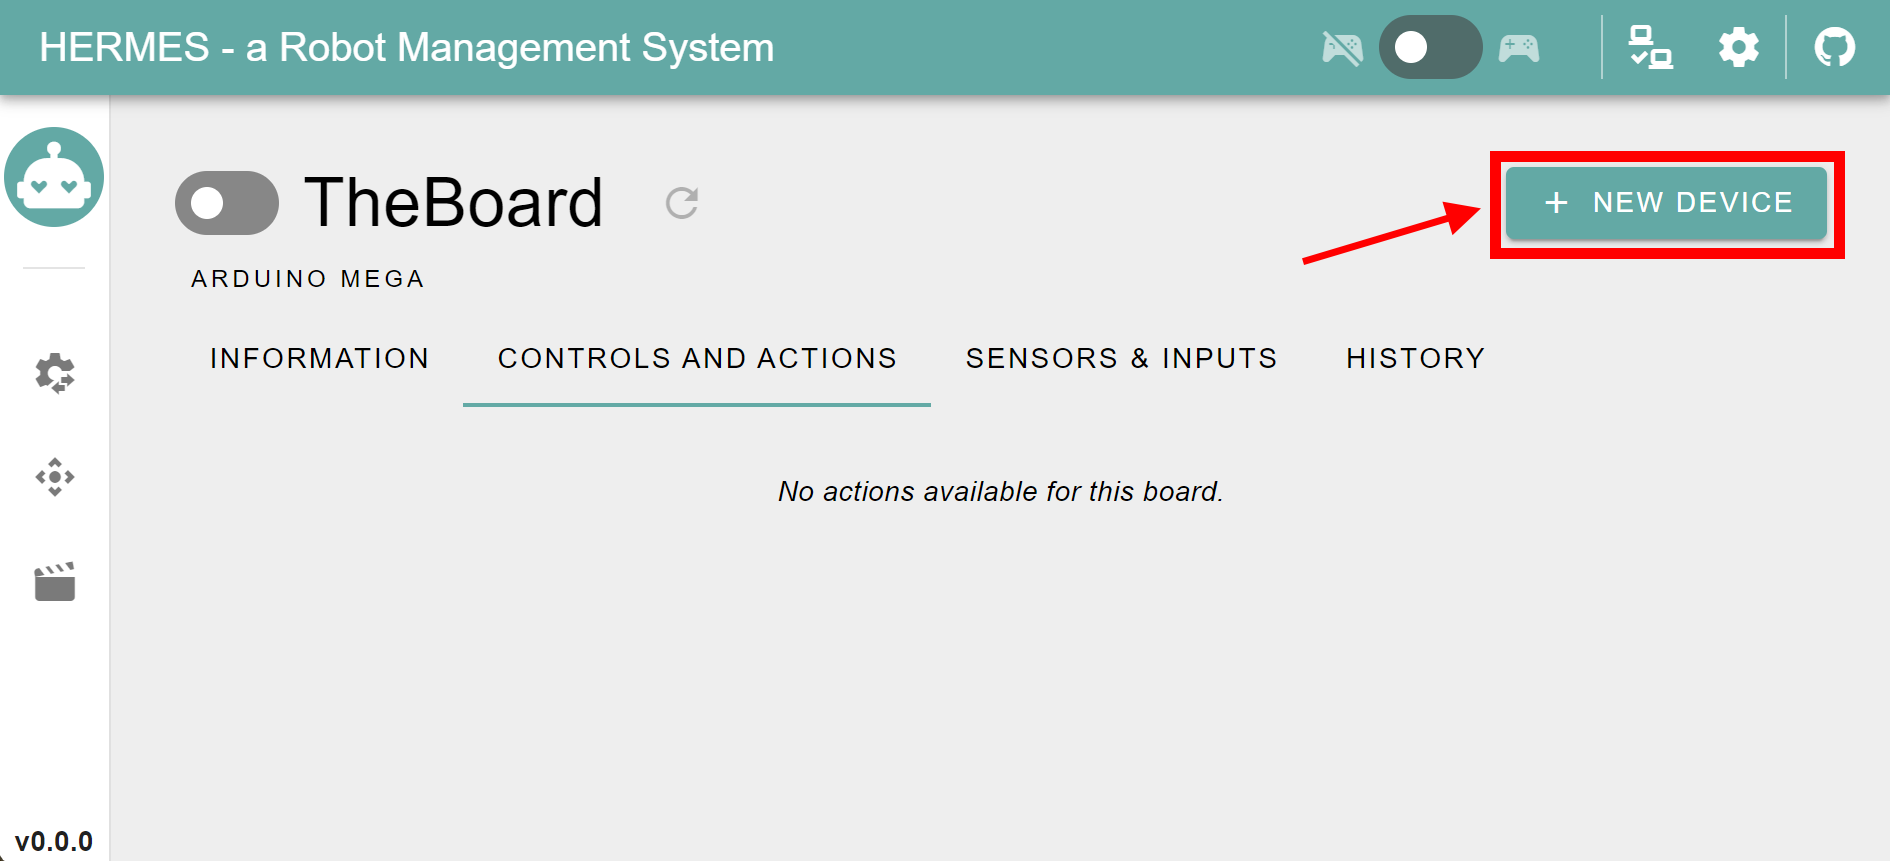 HERMES - a Robot Management System
TheBoard
+ NEW DEVICE
ARDUINO MEGA
INFORMATION
CONTROLS AND ACTIONS
SENSORS & INPUTS
HISTORY
No actions available for this board.
v0.0.0